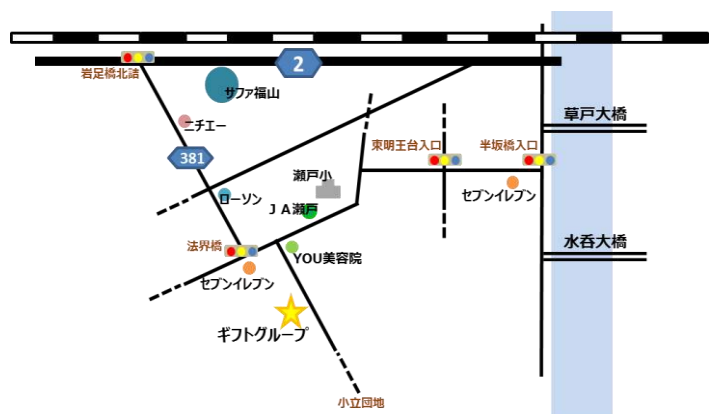 2
岩足橋北詰
サファ福山
ニチエー
草戸大橋
東明王台入口
半坂橋入口
381
瀬戸小
ローソン
セブンイレブン
ＪＡ瀬戸
法界橋
水呑大橋
YOU美容院
セブンイレブン
ギフトグループ
小立団地